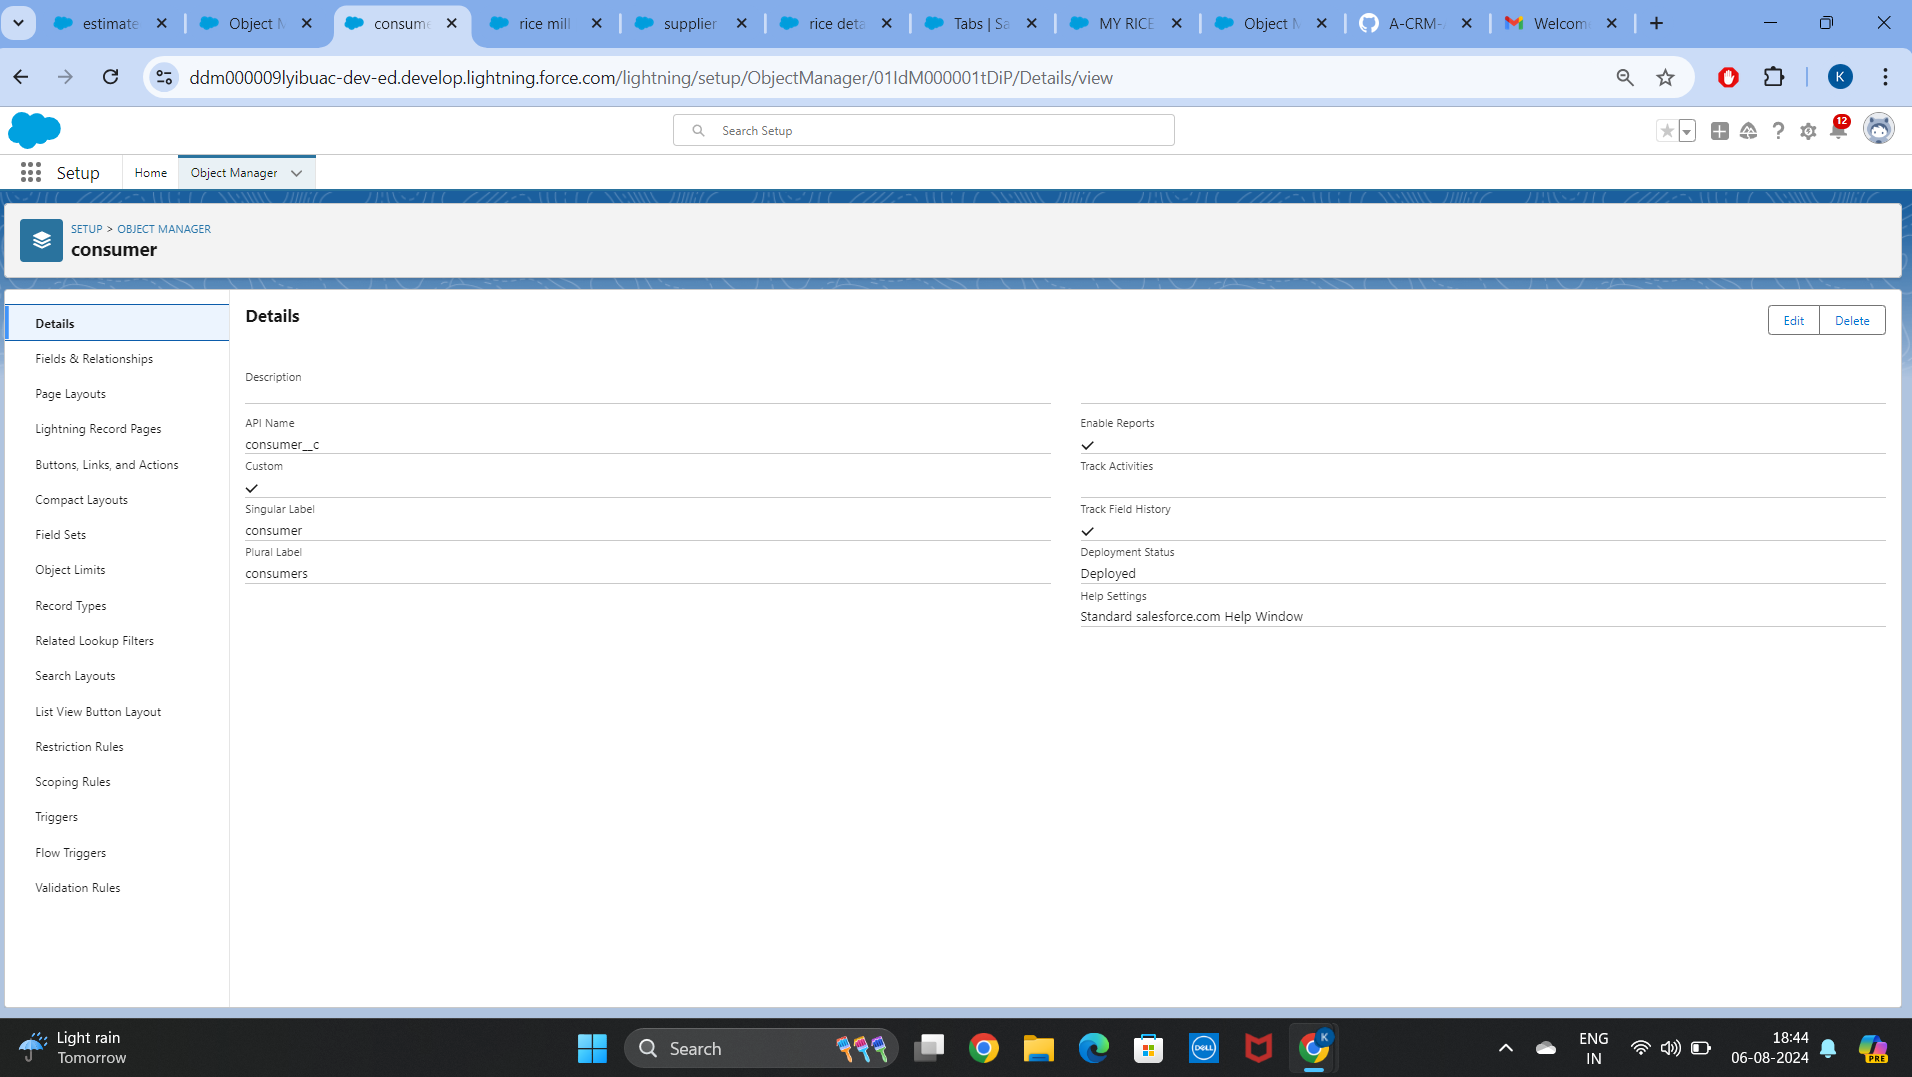 estimate
Object M
consume
rice mill
supplier
rice deta
Tabs | Sa
MY RICE
Object M
A-CRM-
Welcom
ddm000009lyibuac-dev-ed.develop.lightning.force.com/lightning/setup/ObjectManager/01IdM000001tDiP/Details/view
K
Search Setup
12
Setup
Home
Object Manager
SETUP > OBJECT MANAGER
consumer
Details
Fields & Relationships
Page Layouts
Lightning Record Pages
Buttons, Links, and Actions
Compact Layouts
Field Sets
Object Limits
Record Types
Related Lookup Filters
Search Layouts
List View Button Layout
Restriction Rules
Scoping Rules
Triggers
Flow Triggers
Validation Rules
Details
Edit
Delete
Description
API Name
consumer__c
Custom
Singular Label
consumer
Plural Label
consumers
Enable Reports
Track Activities
Track Field History
Deployment Status
Deployed
Help Settings
Standard salesforce.com Help Window
Light rain
Tomorrow
Search
DELL
K
ENG
IN
18:44
06-08-2024
PRE